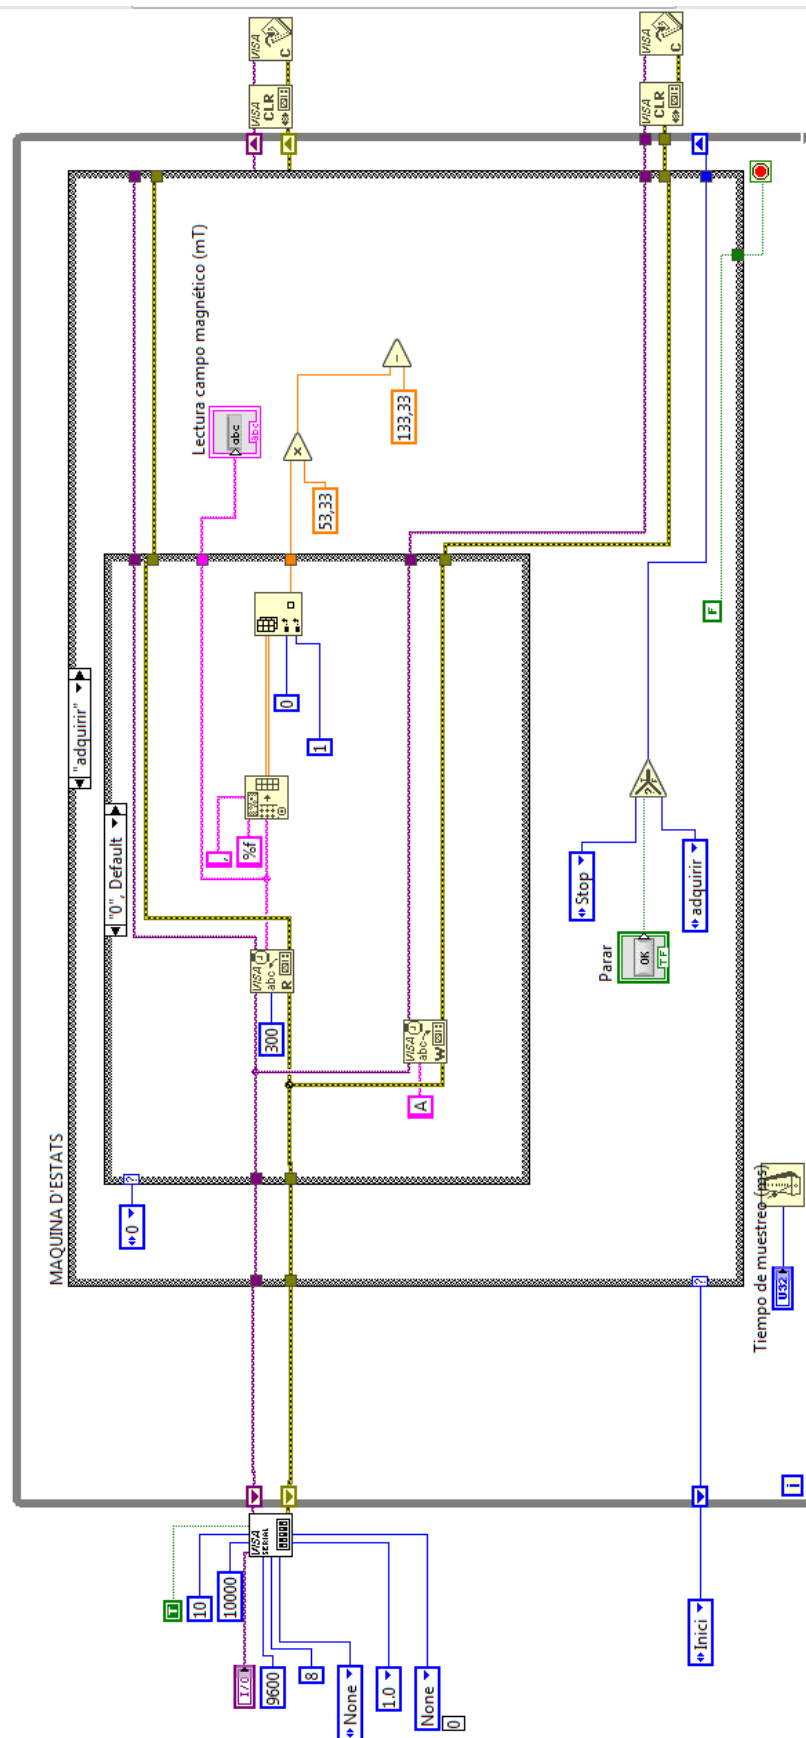 MAQUINA D'ESTATS
"adquirir"
"0", Default
Lectura campo magnético (mT)
abc
abc
T
10
10000
I/O
9600
8
None
1.0
None
0
VISA
SERIAL
0
VISA
abc
R
300
,
%f
0
1
53,33
133,33
x
-
A
VISA
abc
W
Parar
OK
TF
Stop
adquirir
?
T
F
F
Inici
Tiempo de muestreo (ms)
U32
i
VISA
CLR
VISA
C
VISA
CLR
VISA
C